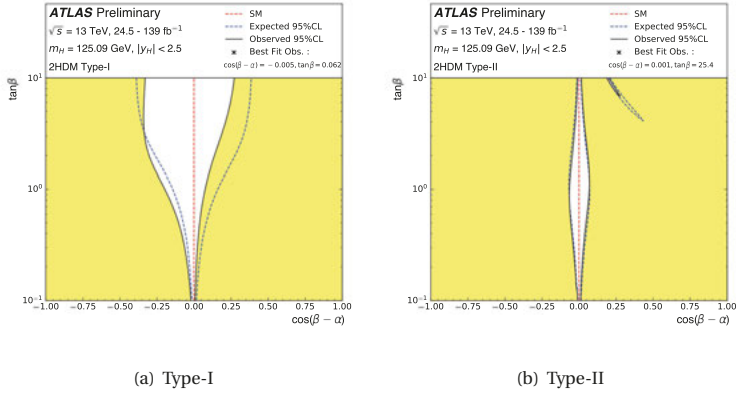 ATLAS Preliminary
√s = 13 TeV, 24.5 - 139 fb⁻¹
m_H = 125.09 GeV, |y_H| < 2.5
2HDM Type-I
SM
Expected 95%CL
Observed 95%CL
Best Fit Obs. :
cos(β − α) = − 0.005, tanβ = 0.062
tanβ
10¹
10⁰
10⁻¹
−1.00 −0.75 −0.50 −0.25 0.00 0.25 0.50 0.75 1.00
cos(β − α)
(a) Type-I
ATLAS Preliminary
√s = 13 TeV, 24.5 - 139 fb⁻¹
m_H = 125.09 GeV, |y_H| < 2.5
2HDM Type-II
SM
Expected 95%CL
Observed 95%CL
Best Fit Obs. :
cos(β − α) = 0.001, tanβ = 25.4
tanβ
10¹
10⁰
10⁻¹
−1.00 −0.75 −0.50 −0.25 0.00 0.25 0.50 0.75 1.00
cos(β − α)
(b) Type-II